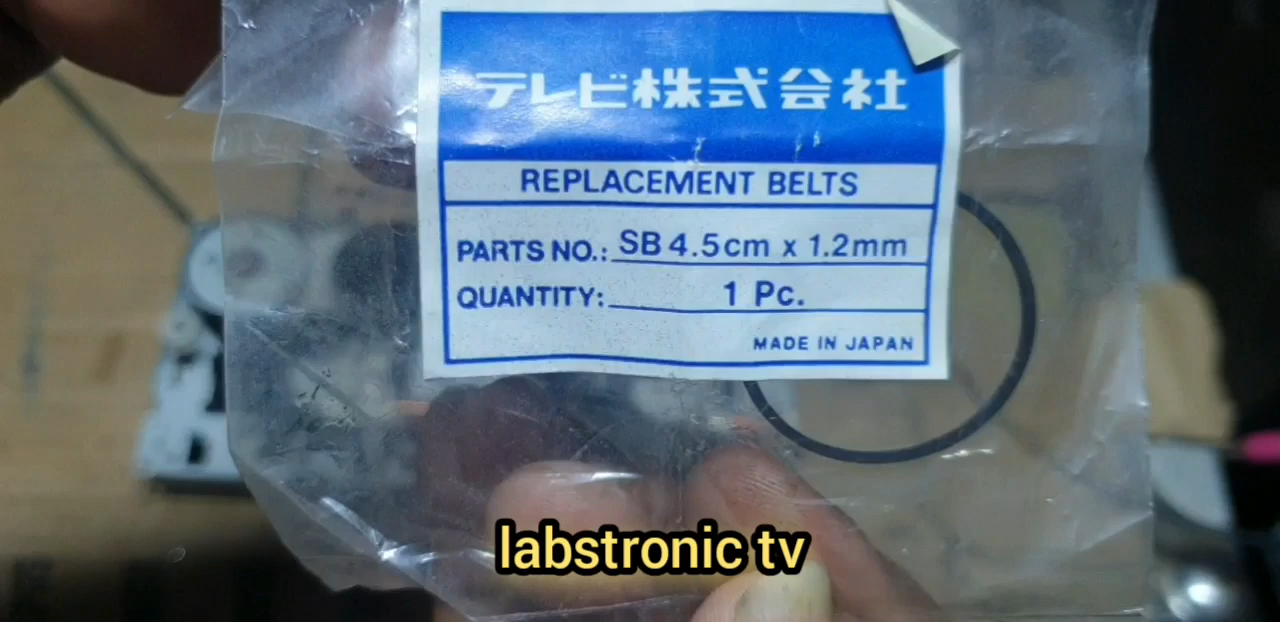 テレビ株式会社
REPLACEMENT BELTS
PARTS NO.: SB 4.5cm x 1.2mm
QUANTITY: 1 Pc.
MADE IN JAPAN
labstronic tv